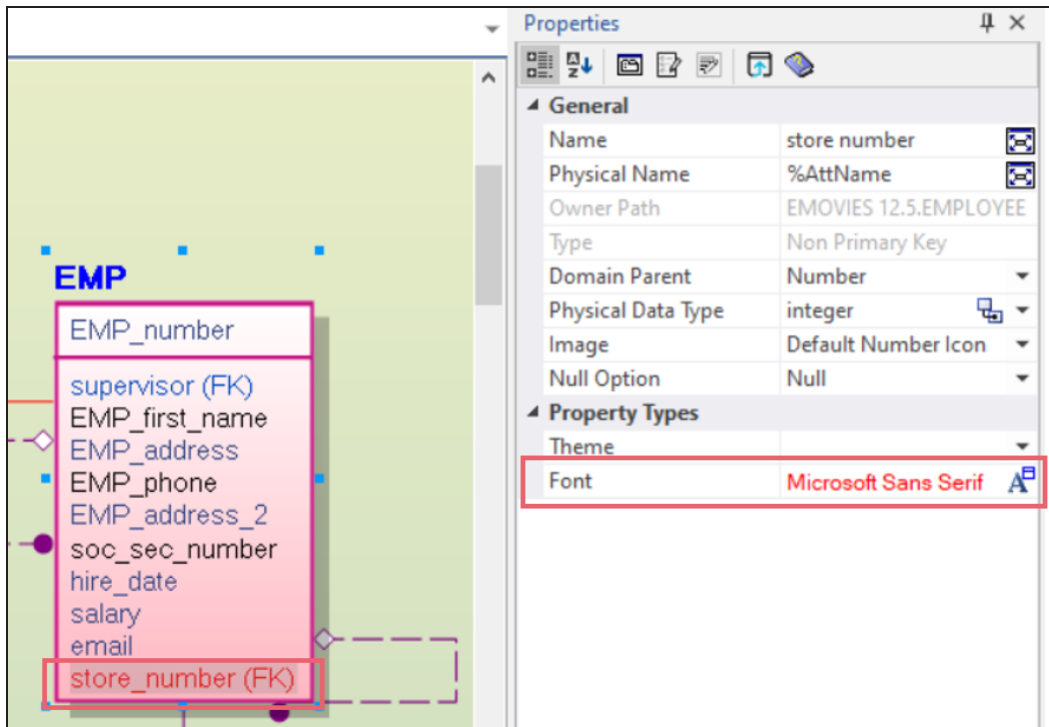 EMP
EMP_number
supervisor (FK)
EMP_first_name
EMP_address
EMP_phone
EMP_address_2
soc_sec_number
hire_date
salary
email
store_number (FK)
Properties
General
Name store number
Physical Name %AttName
Owner Path EMOVIES 12.5.EMPLOYEE
Type Non Primary Key
Domain Parent Number
Physical Data Type integer
Image Default Number Icon
Null Option Null
Property Types
Theme
Font Microsoft Sans Serif